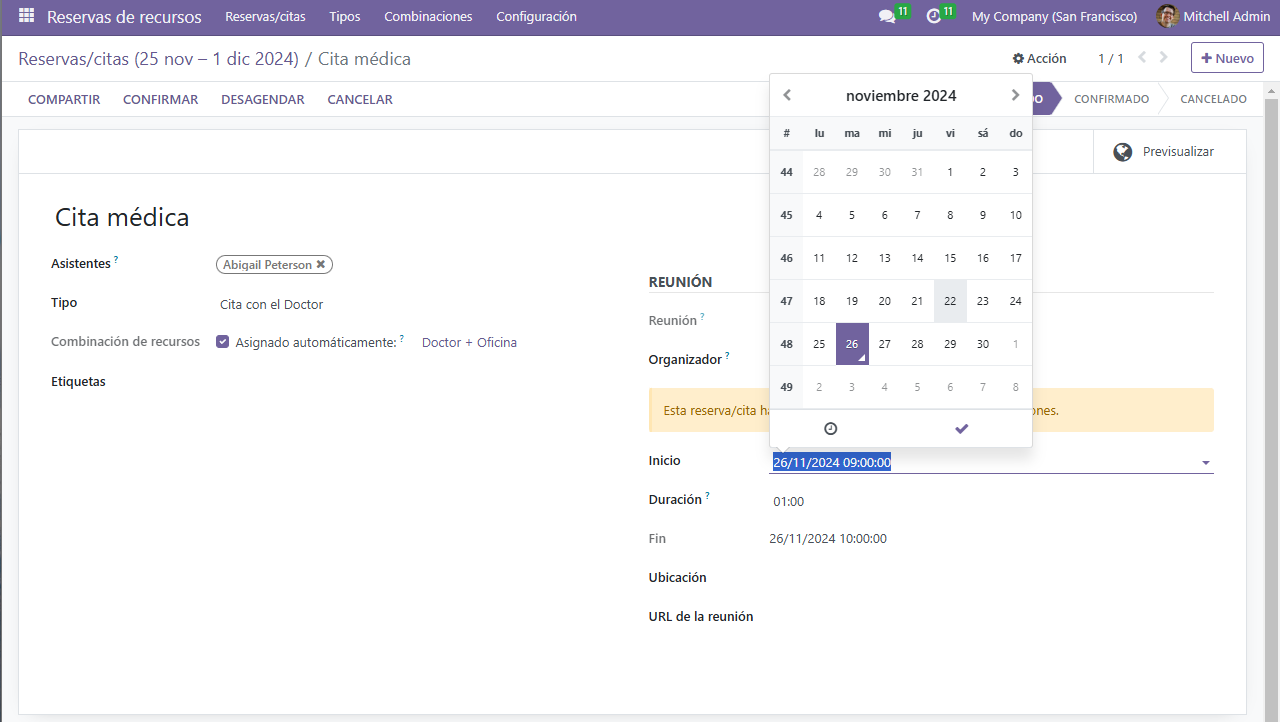 Reservas de recursos Reservas/citas Tipos Combinaciones Configuración 11 11 My Company (San Francisco) Mitchell Admin
Reservas/citas (25 nov – 1 dic 2024) / Cita médica Acción 1 / 1 Nuevo
COMPARTIR CONFIRMAR DESAGENDAR CANCELAR DO CONFIRMADO CANCELADO
Previsualizar
Cita médica
Asistentes ? Abigail Peterson
Tipo Cita con el Doctor
Combinación de recursos Asignado automáticamente: ? Doctor + Oficina
Etiquetas
REUNIÓN
Reunión ?
Organizador ?
Esta reserva/cita ha ones.
Inicio 26/11/2024 09:00:00
Duración ? 01:00
Fin 26/11/2024 10:00:00
Ubicación
URL de la reunión
noviembre 2024
# lu ma mi ju vi sá do
44 28 29 30 31 1 2 3
45 4 5 6 7 8 9 10
46 11 12 13 14 15 16 17
47 18 19 20 21 22 23 24
48 25 26 27 28 29 30 1
49 2 3 4 5 6 7 8